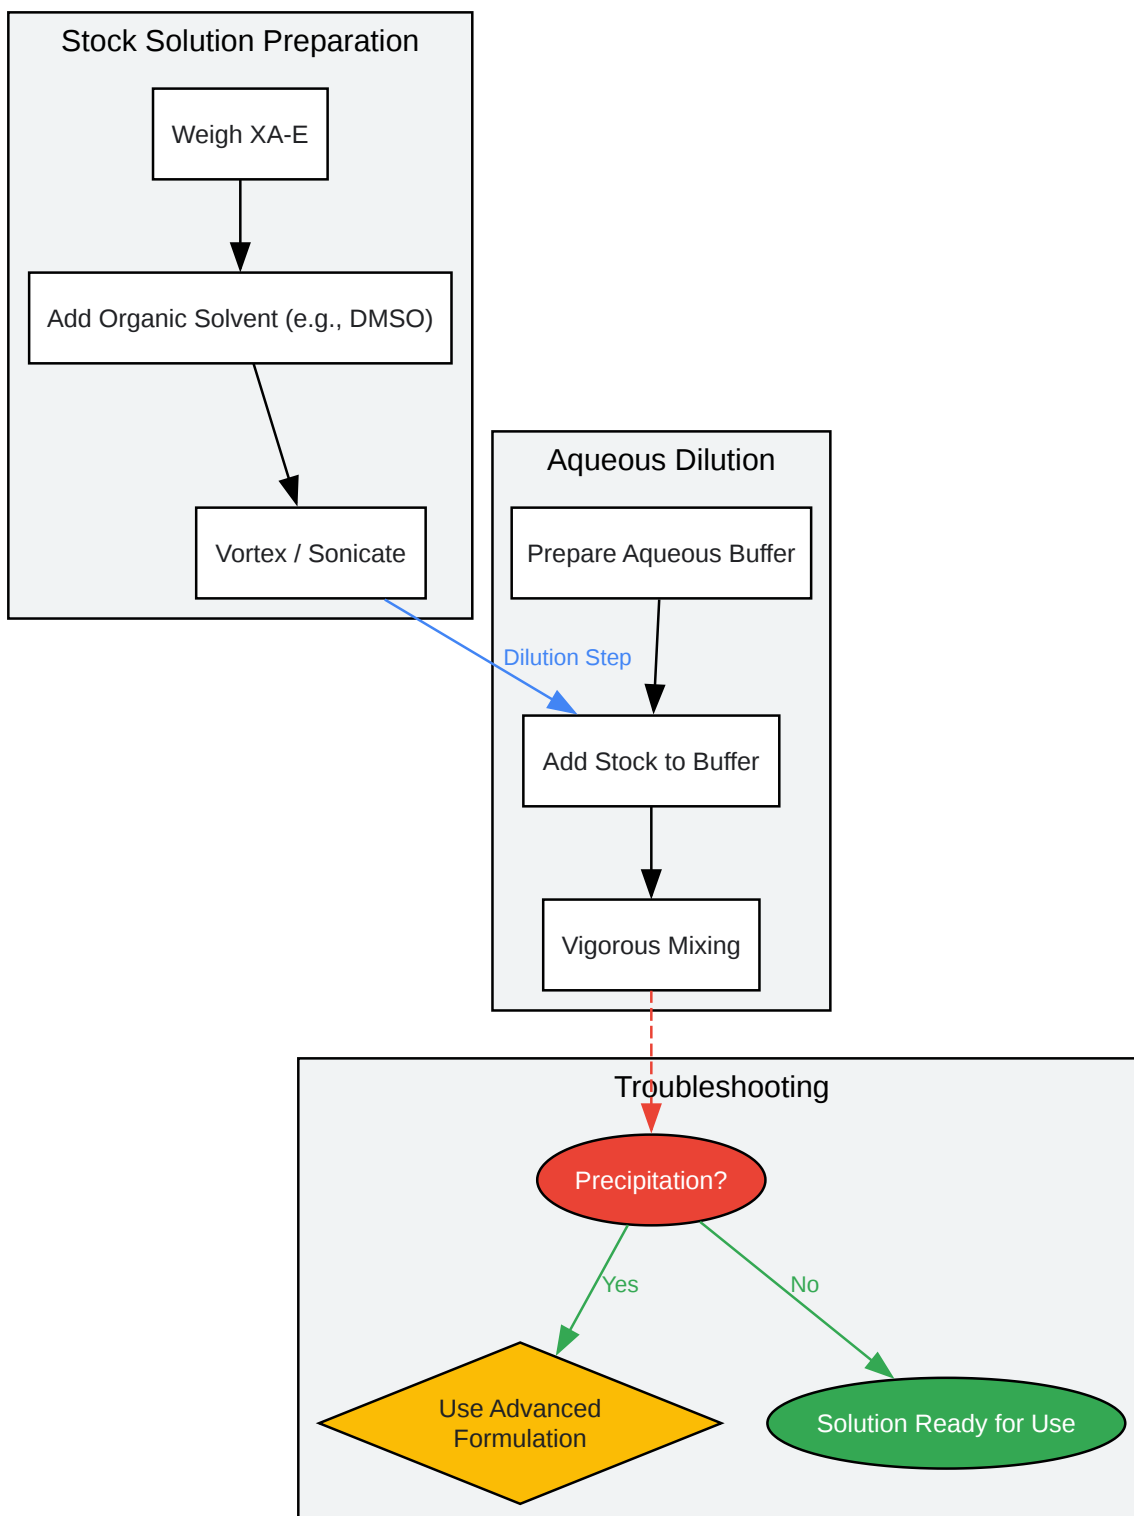 Stock Solution Preparation
Weigh XA-E
Add Organic Solvent (e.g., DMSO)
Vortex / Sonicate
Aqueous Dilution
Prepare Aqueous Buffer
Dilution Step
Add Stock to Buffer
Vigorous Mixing
Troubleshooting
Precipitation?
Yes
No
Use Advanced
Formulation
Solution Ready for Use